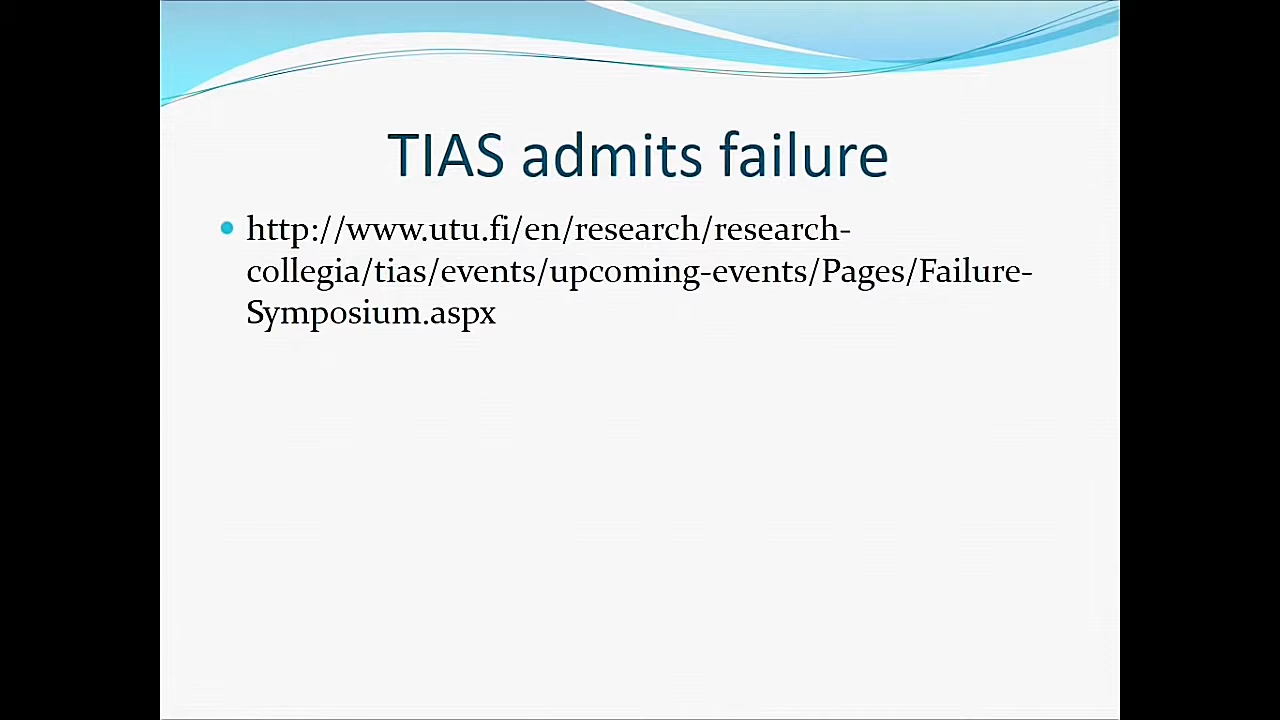 TIAS admits failure
• http://www.utu.fi/en/research/research-
collegia/tias/events/upcoming-events/Pages/Failure-
Symposium.aspx